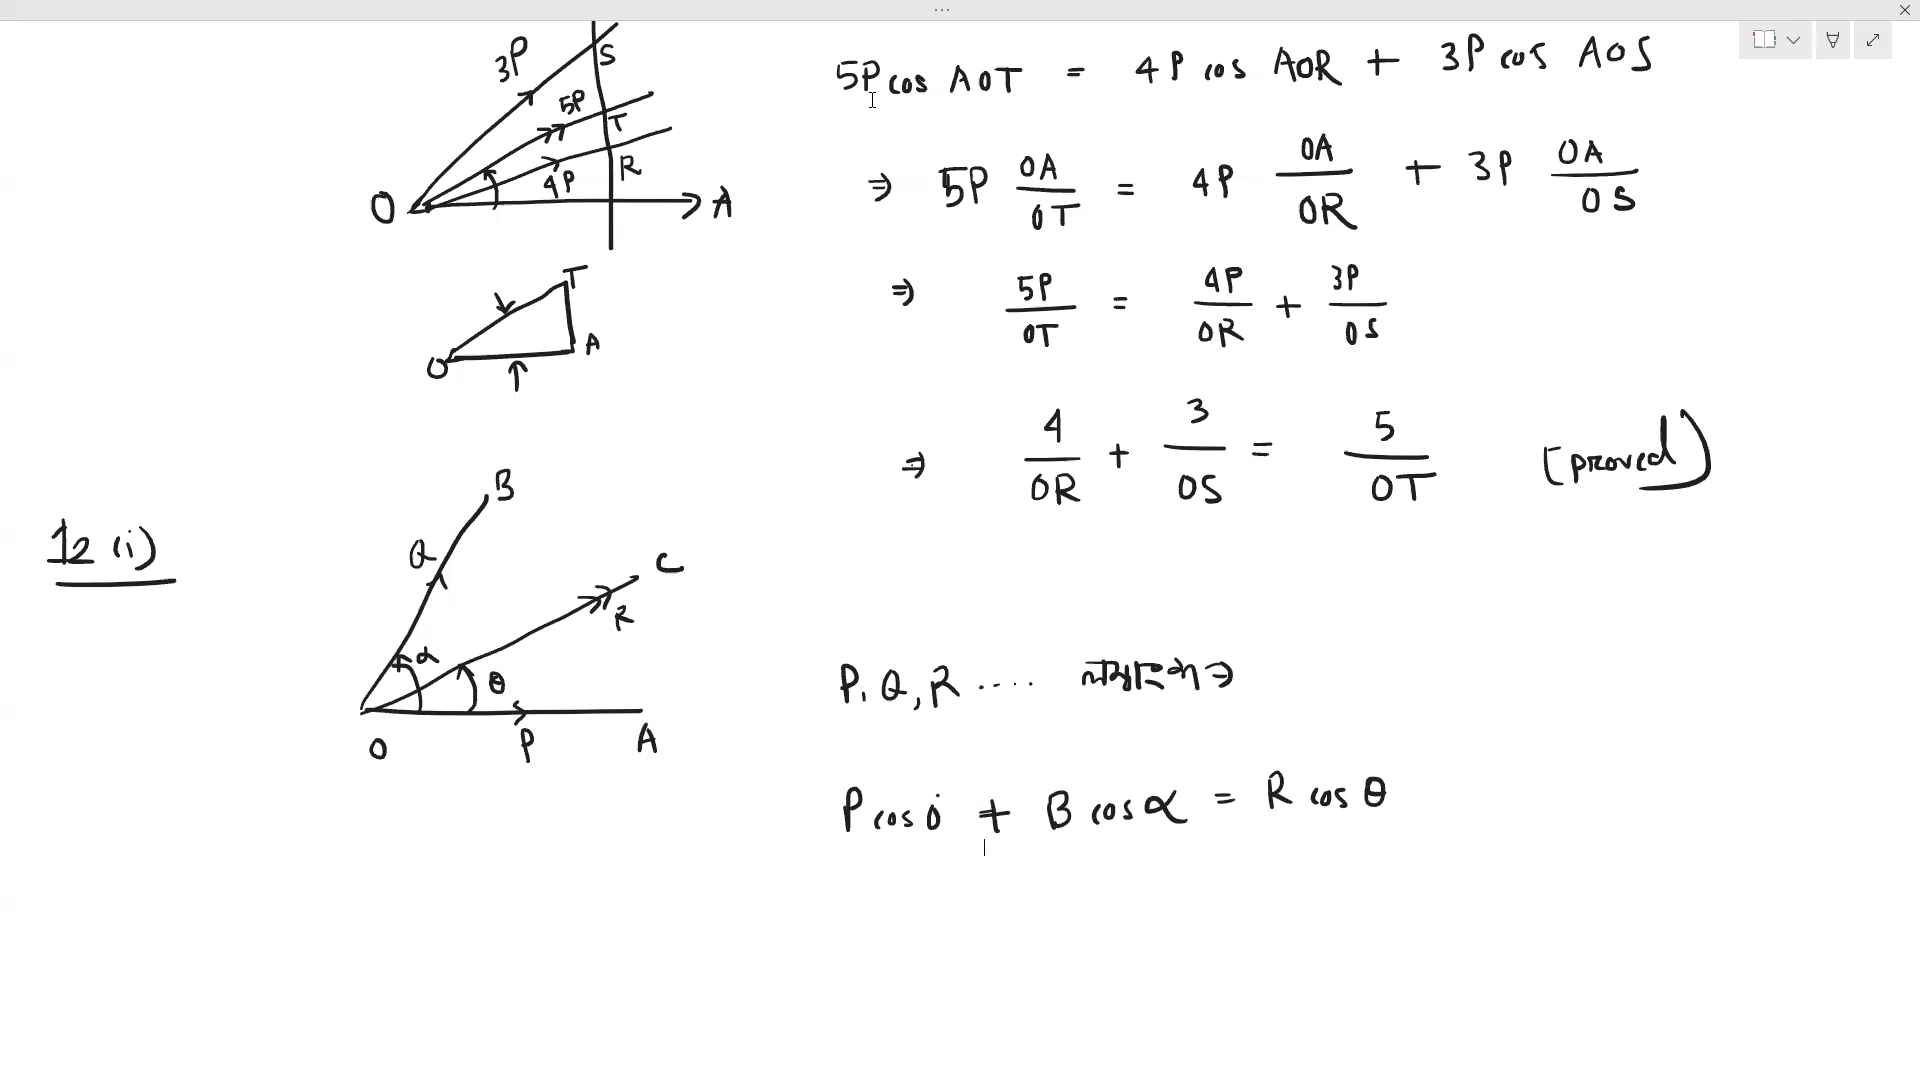 3P
S
5P
T
4P
R
O
A
5P cos AOT = 4P cos AOR + 3P cos AOS
⇒ 5P OA/OT = 4P OA/OR + 3P OA/OS
⇒ 5P/OT = 4P/OR + 3P/OS
T
O
A
⇒ 4/OR + 3/OS = 5/OT (proved)
12 (i)
B
Q
C
R
α
θ
O
P
A
P, Q, R ....
P cos 0 + B cos α = R cos θ